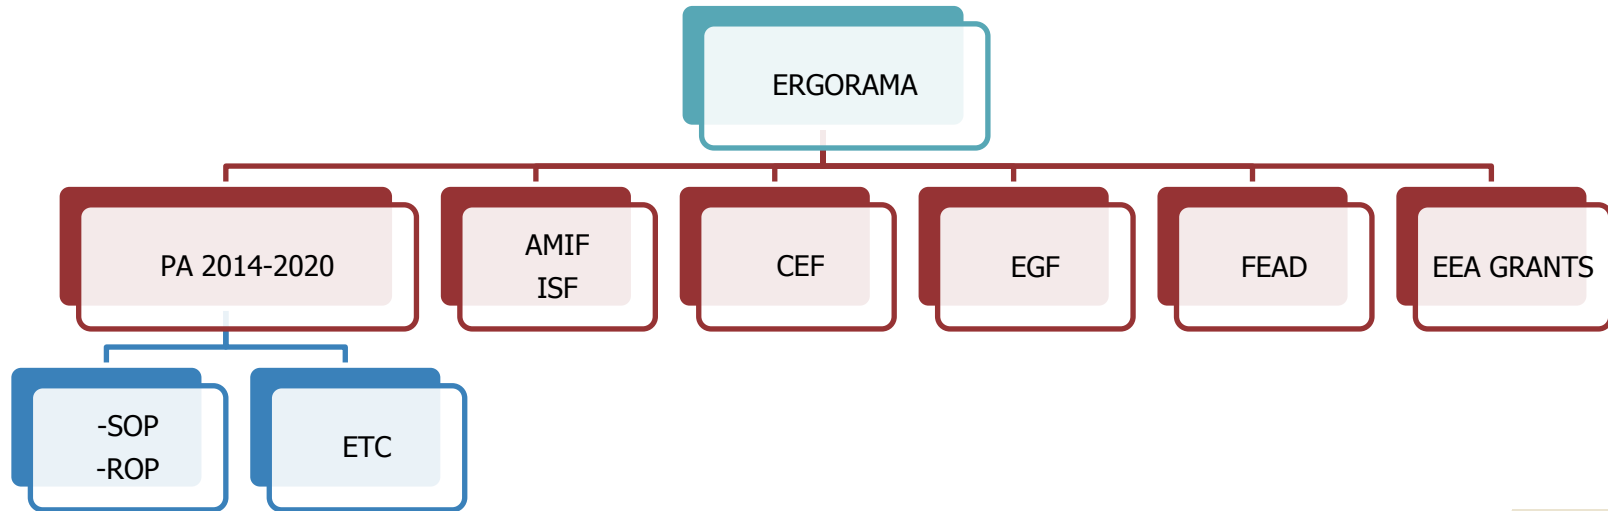 ERGORAMA
PA 2014-2020
AMIF
ISF
CEF
EGF
FEAD
EEA GRANTS
-SOP
-ROP
ETC